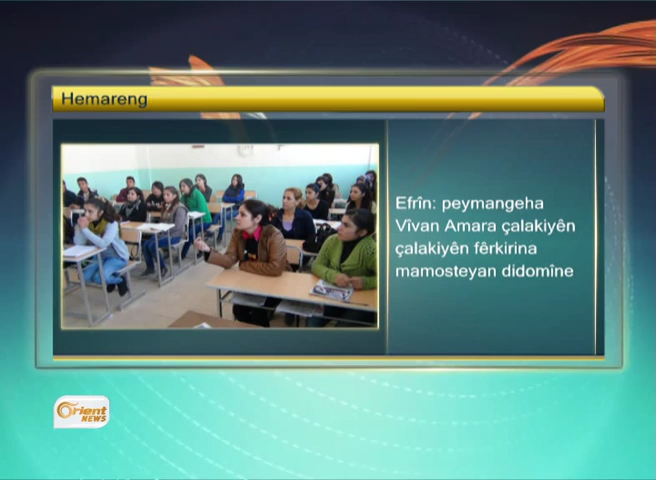 Hemareng
Efrîn: peymangeha
Vîvan Amara çalakiyên
çalakiyên fêrkirina
mamosteyan didomîne
Orient
NEWS